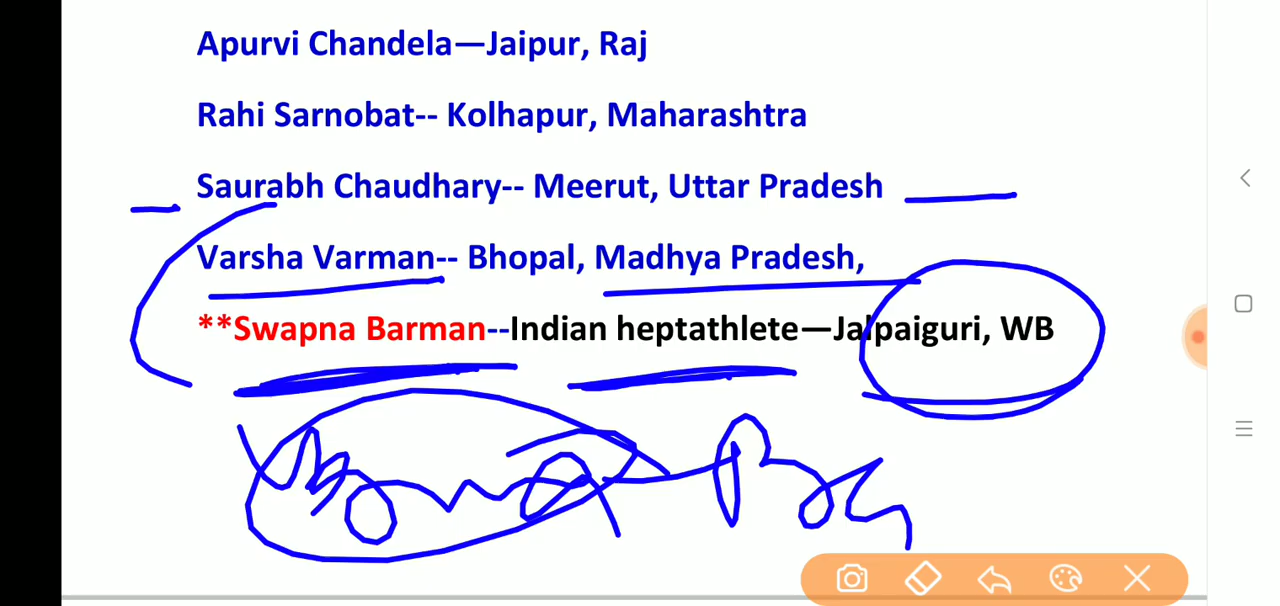 Apurvi Chandela—Jaipur, Raj
Rahi Sarnobat-- Kolhapur, Maharashtra
Saurabh Chaudhary-- Meerut, Uttar Pradesh
Varsha Varman-- Bhopal, Madhya Pradesh,
**Swapna Barman--Indian heptathlete—Jalpaiguri, WB